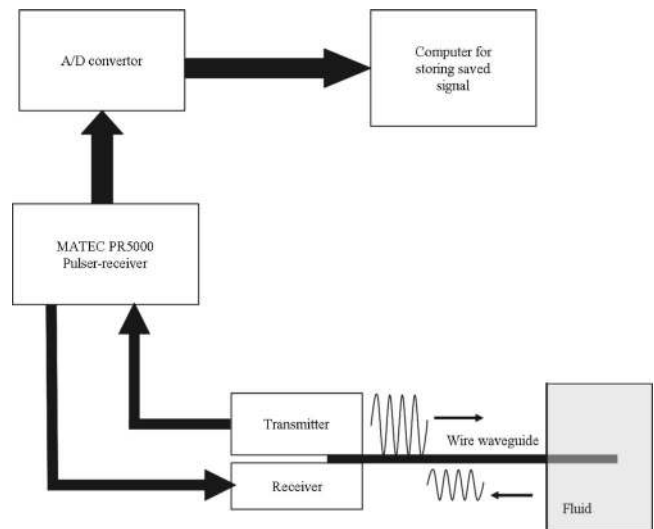 A/D convertor
Computer for
storing saved
signal
MATEC PR5000
Pulser-receiver
Transmitter
Wire waveguide
Receiver
Fluid